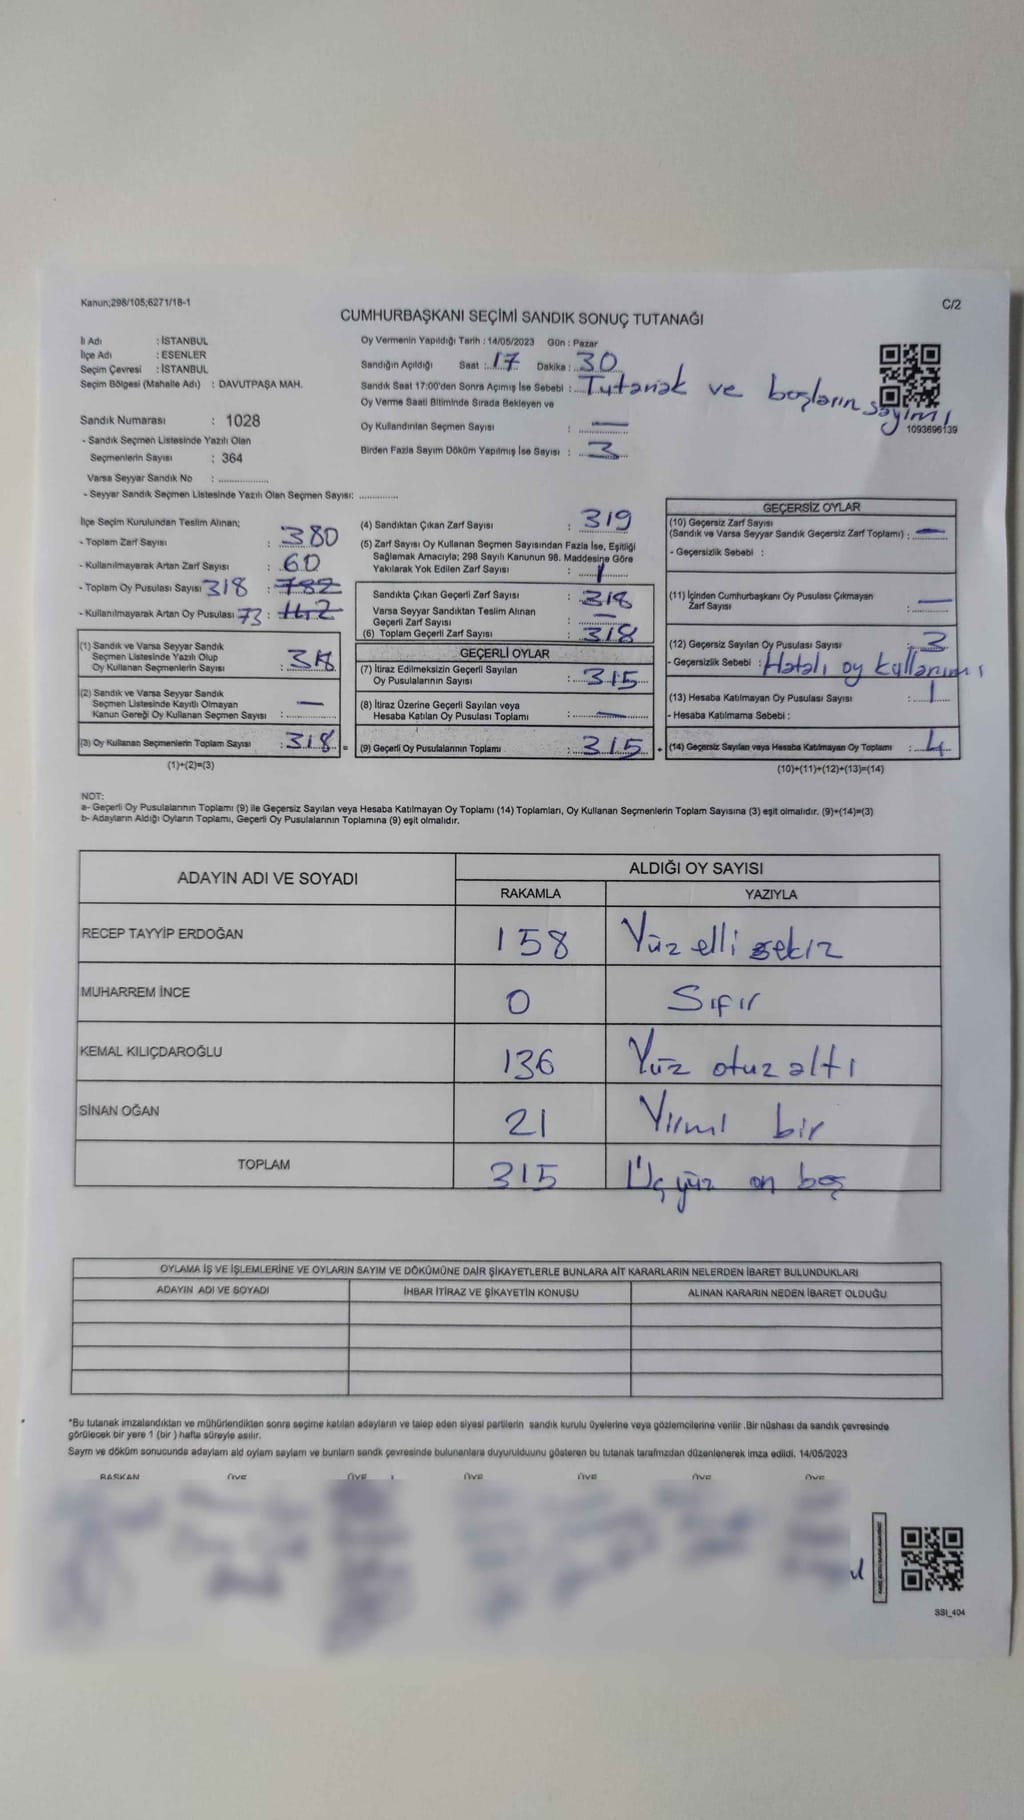 Kanun;298/105;6271/18-1
C/2
CUMHURBAŞKANI SEÇİMİ SANDIK SONUÇ TUTANAĞI
İl Adı : İSTANBUL
İlçe Adı : ESENLER
Seçim Çevresi : İSTANBUL
Seçim Bölgesi (Mahalle Adı) : DAVUTPAŞA MAH.
Sandık Numarası : 1028
- Sandık Seçmen Listesinde Yazılı Olan
Seçmenlerin Sayısı : 364
Varsa Seyyar Sandık No : ..................
- Seyyar Sandık Seçmen Listesinde Yazılı Olan Seçmen Sayısı: ..............
Oy Vermenin Yapıldığı Tarih : 14/05/2023 Gün : Pazar
Sandığın Açıldığı Saat : 17 Dakika : 30
Sandık Saat 17:00'den Sonra Açımış İse Sebebi : Tutanak ve boşların sayımı
Oy Verme Saati Bitiminde Sırada Bekleyen ve
Oy Kullandırılan Seçmen Sayısı : —
Birden Fazla Sayım Döküm Yapılmış İse Sayısı : 3
1093696139
İlçe Seçim Kurulundan Teslim Alınan;
- Toplam Zarf Sayısı : 380
- Kullanılmayarak Artan Zarf Sayısı : 60
- Toplam Oy Pusulası Sayısı 318 : 782
- Kullanılmayarak Artan Oy Pusulası 73 : 442
(1) Sandık ve Varsa Seyyar Sandık
Seçmen Listesinde Yazılı Olup
Oy Kullanan Seçmenlerin Sayısı : 318
(2) Sandık ve Varsa Seyyar Sandık
Seçmen Listesinde Kayıtlı Olmayan
Kanun Gereği Oy Kullanan Seçmen Sayısı : —
(3) Oy Kullanan Seçmenlerin Toplam Sayısı : 318 =
(1)+(2)=(3)
(4) Sandıktan Çıkan Zarf Sayısı : 319
(5) Zarf Sayısı Oy Kullanan Seçmen Sayısından Fazla İse, Eşitliği
Sağlamak Amacıyla; 298 Sayılı Kanunun 98. Maddesine Göre
Yakılarak Yok Edilen Zarf Sayısı : 1
Sandıkta Çıkan Geçerli Zarf Sayısı : 318
Varsa Seyyar Sandıktan Teslim Alınan
Geçerli Zarf Sayısı : —
(6) Toplam Geçerli Zarf Sayısı : 318
GEÇERLİ OYLAR
(7) İtiraz Edilmeksizin Geçerli Sayılan
Oy Pusulalarının Sayısı : 315
(8) İtiraz Üzerine Geçerli Sayılan veya
Hesaba Katılan Oy Pusulası Toplamı : —
(9) Geçerli Oy Pusulalarının Toplamı : 315 +
GEÇERSİZ OYLAR
(10) Geçersiz Zarf Sayısı
(Sandık ve Varsa Seyyar Sandık Geçersiz Zarf Toplamı) : —
- Geçersizlik Sebebi :
(11) İçinden Cumhurbaşkanı Oy Pusulası Çıkmayan
Zarf Sayısı : —
(12) Geçersiz Sayılan Oy Pusulası Sayısı : 3
- Geçersizlik Sebebi : Hatalı oy kullanımı
(13) Hesaba Katılmayan Oy Pusulası Sayısı : 1
- Hesaba Katılmama Sebebi :
(14) Geçersiz Sayılan veya Hesaba Katılmayan Oy Toplamı : 4
(10)+(11)+(12)+(13)=(14)
NOT:
a- Geçerli Oy Pusulalarının Toplamı (9) ile Geçersiz Sayılan veya Hesaba Katılmayan Oy Toplamı (14) Toplamları, Oy Kullanan Seçmenlerin Toplam Sayısına (3) eşit olmalıdır. (9)+(14)=(3)
b- Adayların Aldığı Oyların Toplamı, Geçerli Oy Pusulalarının Toplamına (9) eşit olmalıdır.
ADAYIN ADI VE SOYADI
ALDIĞI OY SAYISI
RAKAMLA YAZIYLA
RECEP TAYYİP ERDOĞAN 158 Yüz elli sekiz
MUHARREM İNCE 0 Sıfır
KEMAL KILIÇDAROĞLU 136 Yüz otuz altı
SİNAN OĞAN 21 Yirmi bir
TOPLAM 315 Üç yüz on beş
OYLAMA İŞ VE İŞLEMLERİNE VE OYLARIN SAYIM VE DÖKÜMÜNE DAİR ŞİKAYETLERLE BUNLARA AİT KARARLARIN NELERDEN İBARET BULUNDUKLARI
ADAYIN ADI VE SOYADI İHBAR İTİRAZ VE ŞİKAYETİN KONUSU ALINAN KARARIN NEDEN İBARET OLDUĞU
*Bu tutanak imzalandıktan ve mühürlendikten sonra seçime katılan adayların ve talep eden siyasi partilerin sandık kurulu üyelerine veya gözlemcilerine verilir .Bir nüshası da sandık çevresinde
görülecek bir yere 1 (bir ) hafta süreyle asılır.
Sayım ve döküm sonucunda adaylam ald oylam saylam ve bunlarn sandk çevresinde bulunanlara duyurulduunu gösteren bu tutanak tarafmzdan düzenlenerek imza edildi. 14/05/2023
BAŞKAN ÜYE ÜYE ÜYE ÜYE ÜYE ÜYE
SSI_404